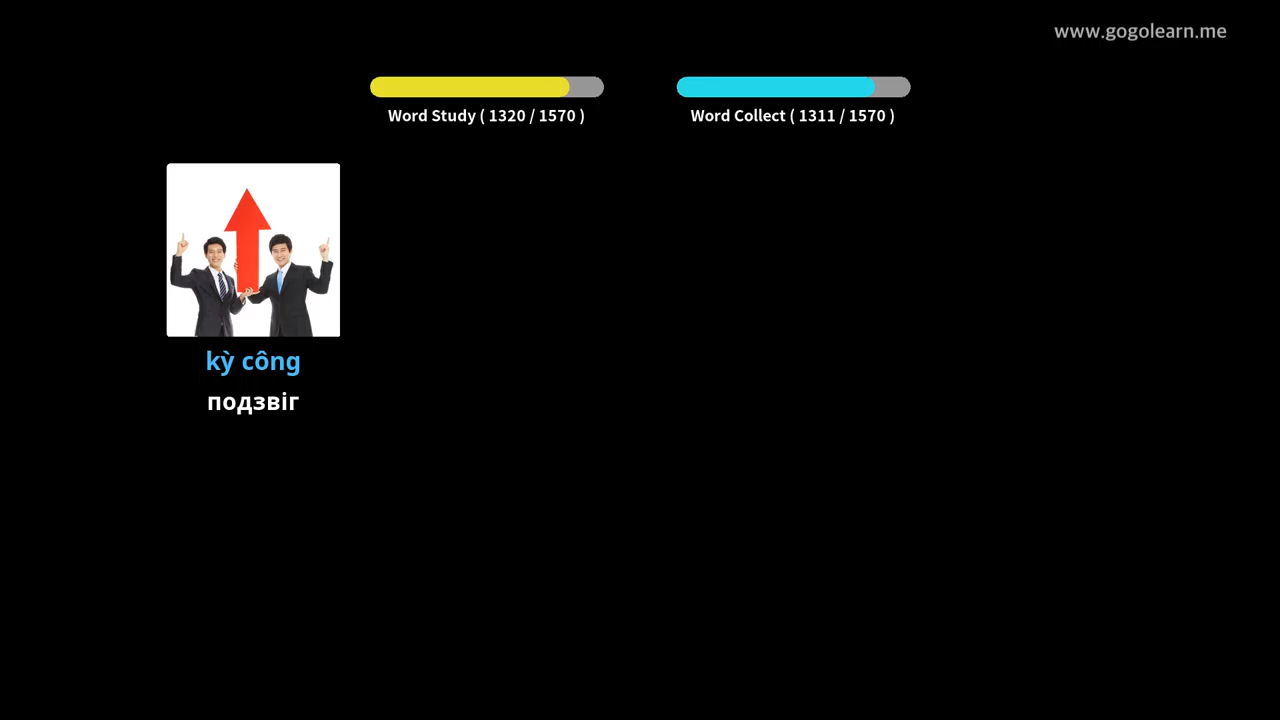 www.gogolearn.me
Word Study ( 1320 / 1570 )
Word Collect ( 1311 / 1570 )
kỳ công
подзвіг